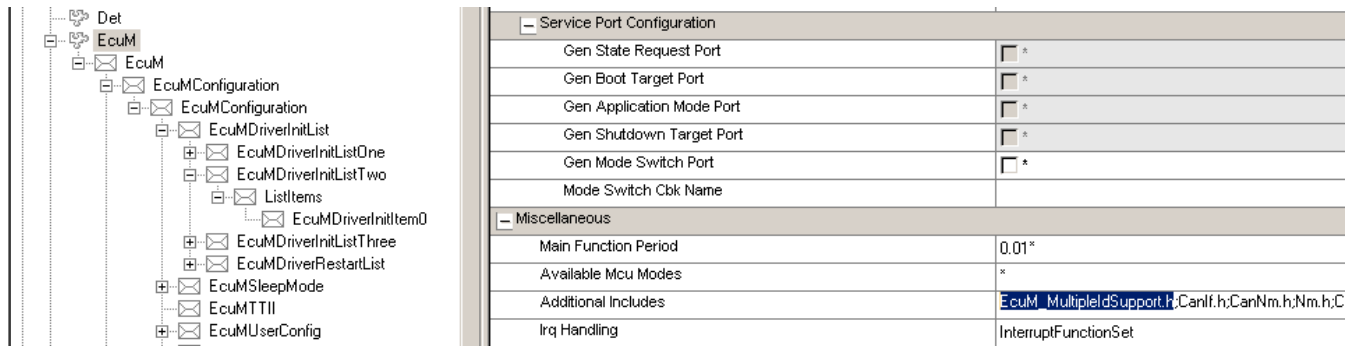 Det
EcuM
EcuM
EcuMConfiguration
EcuMConfiguration
EcuMDriverInitList
EcuMDriverInitListOne
EcuMDriverInitListTwo
ListItems
EcuMDriverInitItem0
EcuMDriverInitListThree
EcuMDriverRestartList
EcuMSleepMode
EcuMTTII
EcuMUserConfig
Service Port Configuration
Gen State Request Port *
Gen Boot Target Port *
Gen Application Mode Port *
Gen Shutdown Target Port *
Gen Mode Switch Port *
Mode Switch Cbk Name
Miscellaneous
Main Function Period 0.01*
Available Mcu Modes *
Additional Includes EcuM_MultipleIdSupport.h;CanIf.h;CanNm.h;Nm.h;C
Irq Handling InterruptFunctionSet